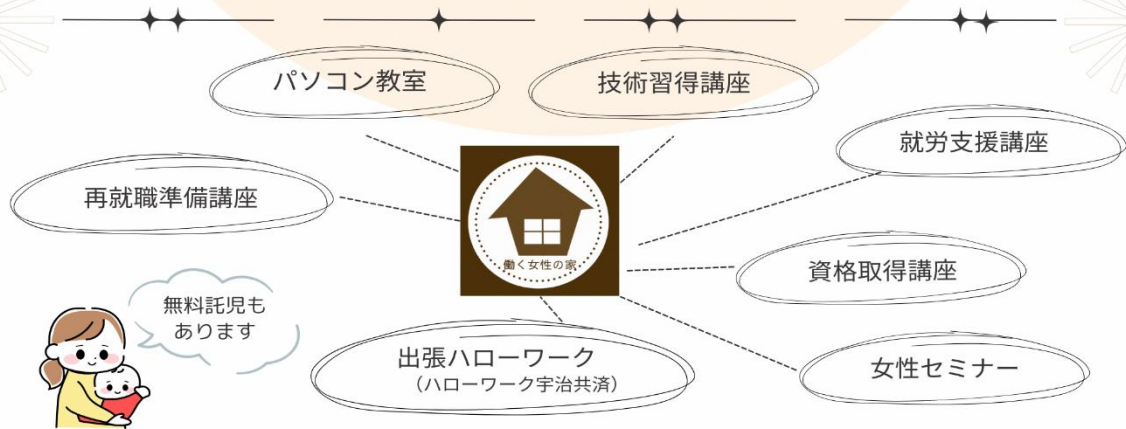 パソコン教室
技術習得講座
就労支援講座
再就職準備講座
働く女性の家
資格取得講座
無料託児も
あります
出張ハローワーク
（ハローワーク宇治共済）
女性セミナー